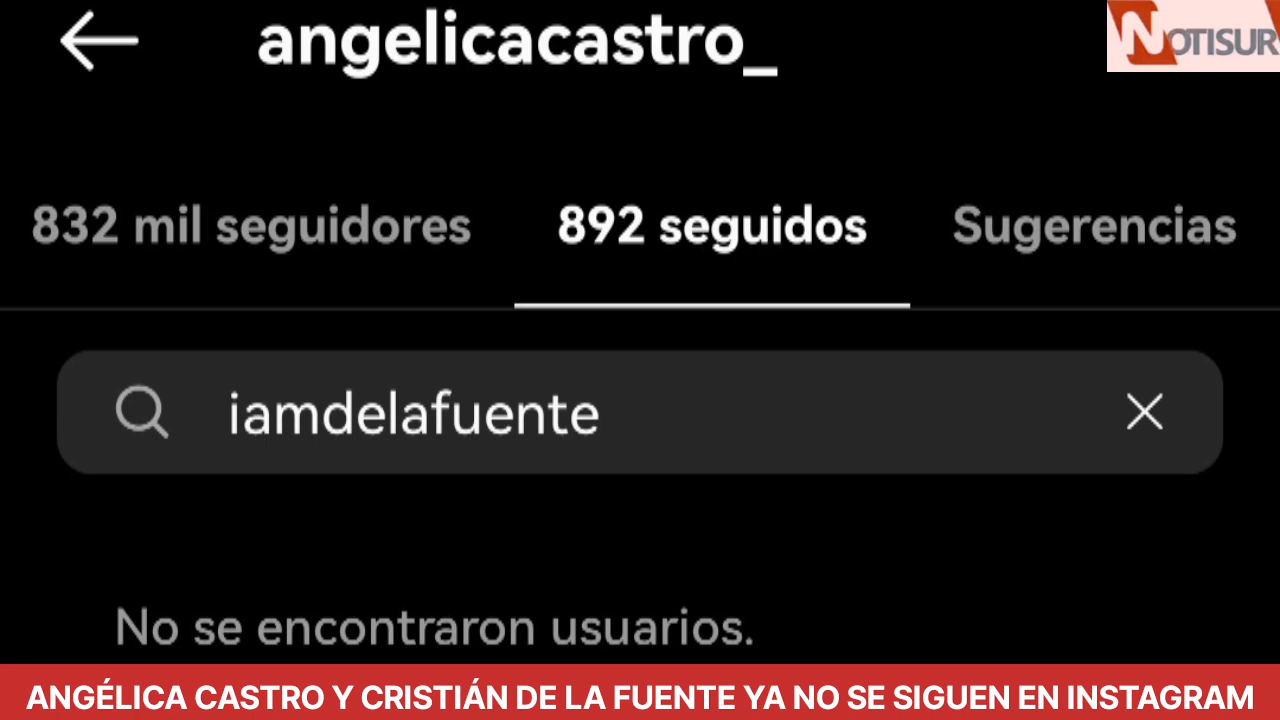 angelicacastro_
NOTISUR
832 mil seguidores
892 seguidos
Sugerencias
iamdelafuente
No se encontraron usuarios.
ANGÉLICA CASTRO Y CRISTIÁN DE LA FUENTE YA NO SE SIGUEN EN INSTAGRAM